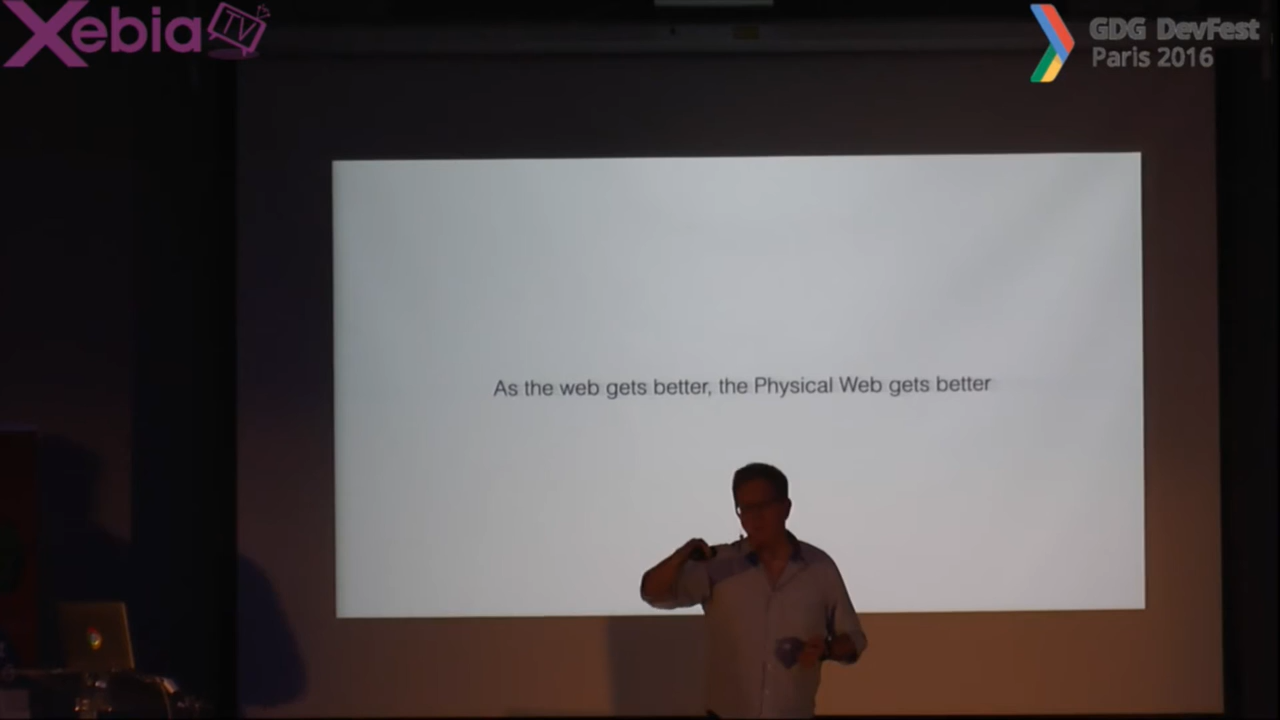 Xebia TV
GDG DevFest
Paris 2016
As the web gets better, the Physical Web gets better